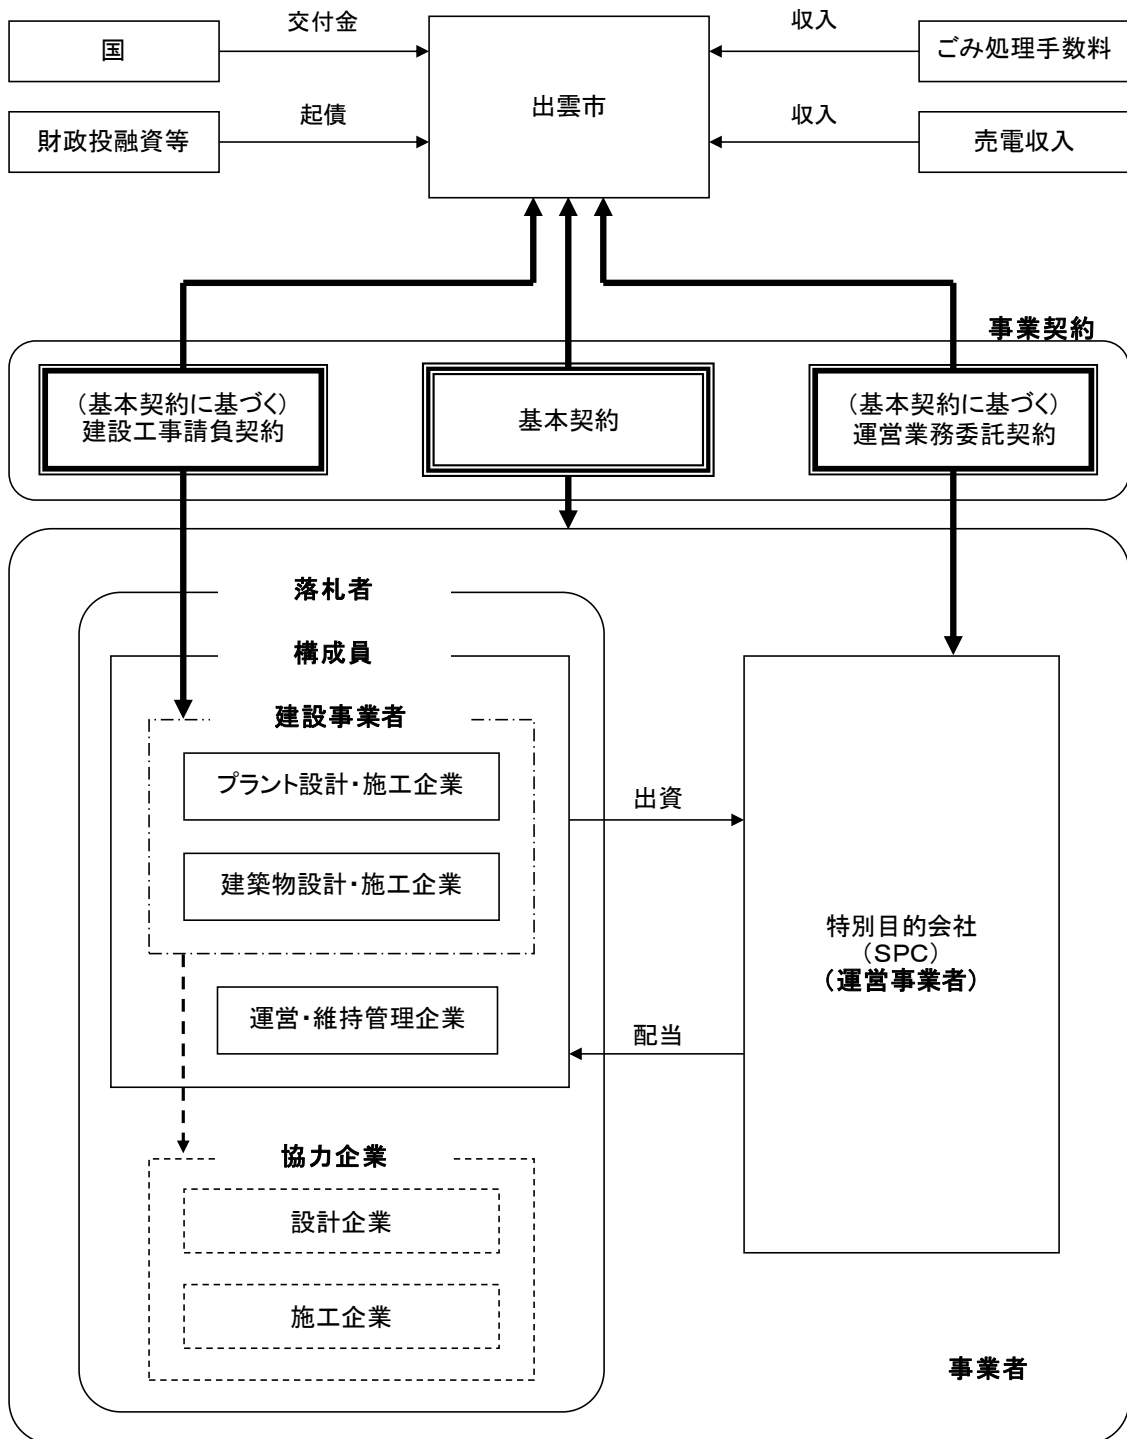 交付金
収入
国
ごみ処理手数料
出雲市
起債
収入
財政投融資等
売電収入
事業契約
(基本契約に基づく)
建設工事請負契約
基本契約
(基本契約に基づく)
運営業務委託契約
落札者
構成員
建設事業者
プラント設計・施工企業
出資
建築物設計・施工企業
特別目的会社
(SPC)
(運営事業者)
運営・維持管理企業
配当
協力企業
設計企業
施工企業
事業者